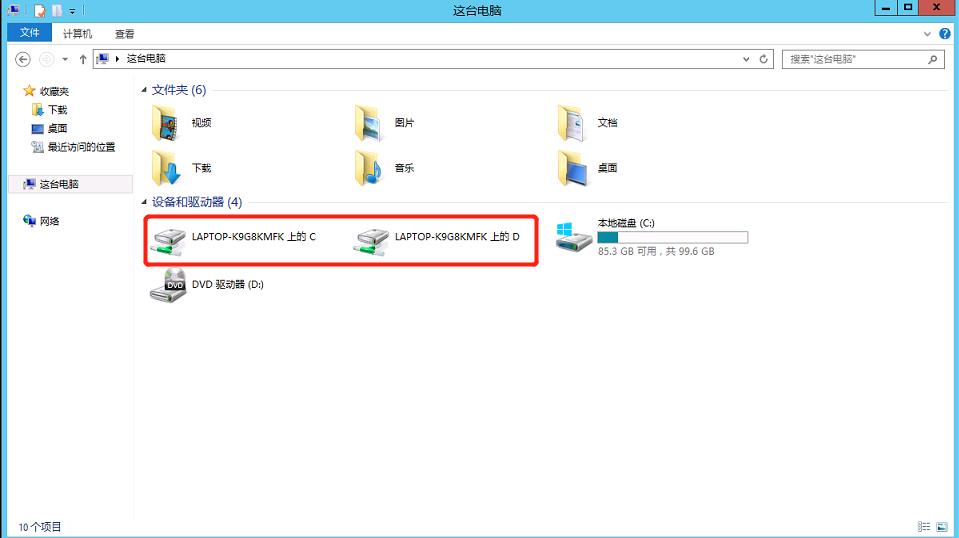 这台电脑
文件 计算机 查看
这台电脑
搜索"这台电脑"
收藏夹
下载
桌面
最近访问的位置
这台电脑
网络
文件夹 (6)
视频 图片 文档
下载 音乐 桌面
设备和驱动器 (4)
LAPTOP-K9G8KMFK 上的 C LAPTOP-K9G8KMFK 上的 D 本地磁盘 (C:)
85.3 GB 可用，共 99.6 GB
DVD DVD 驱动器 (D:)
10 个项目